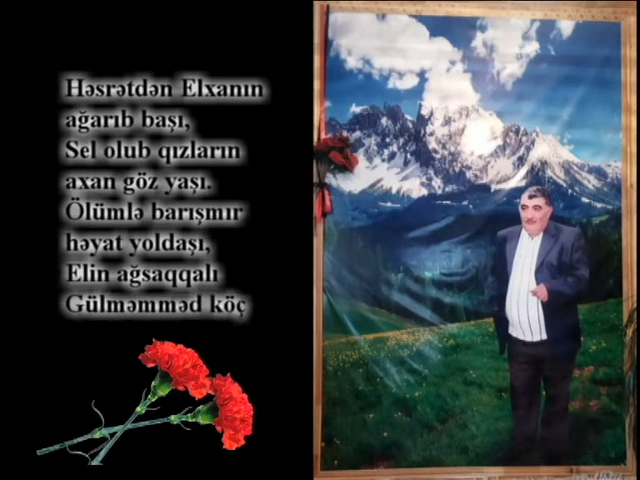 Həsrətdən Elxanın
ağarıb başı,
Sel olub qızların
axan göz yaşı.
Ölümlə barışmır
həyat yoldaşı,
Elin ağsaqqalı
Gülməmməd köç